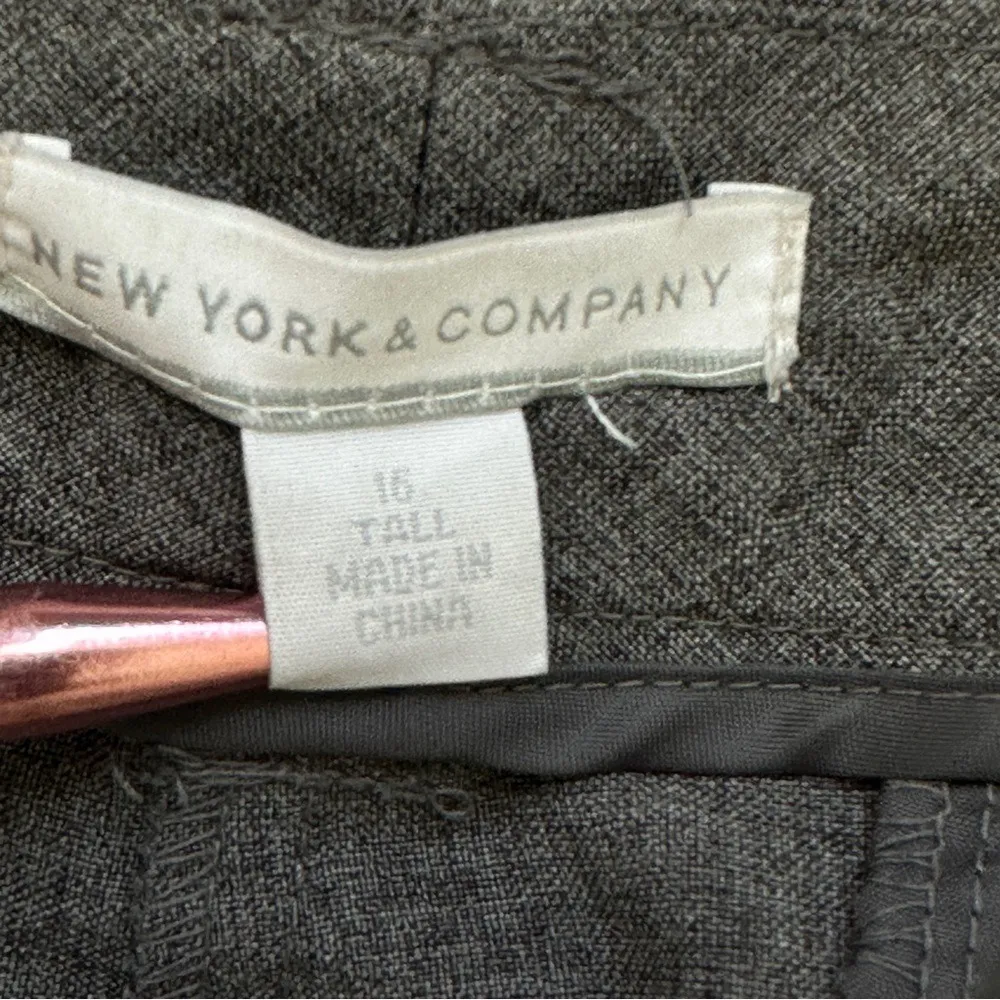 NEW YORK & COMPANY
16
TALL
MADE IN
CHINA